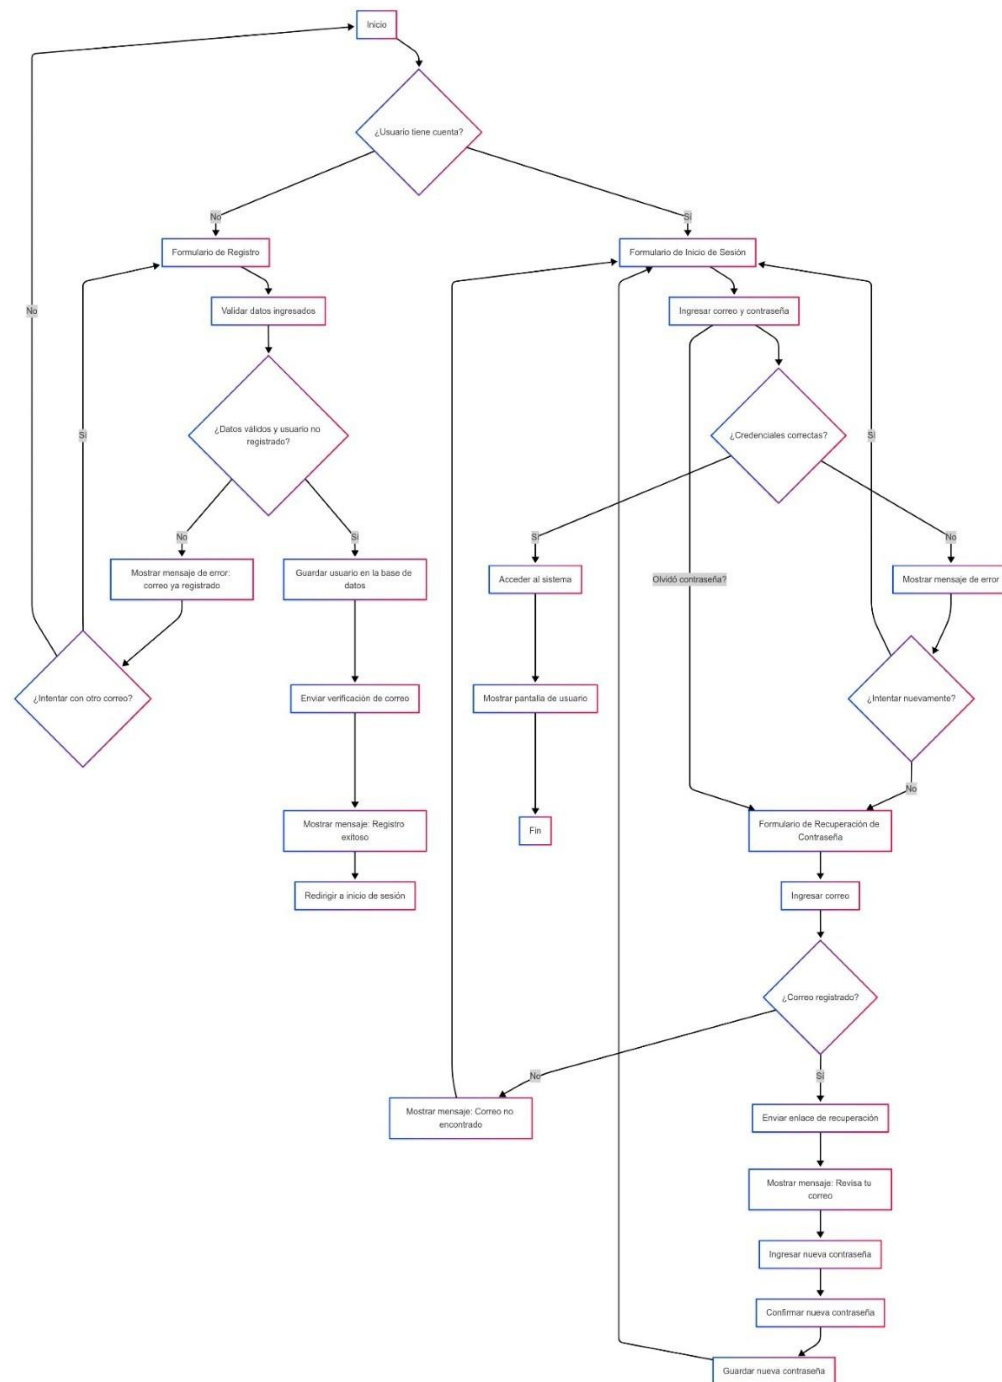 Inicio
¿Usuario tiene cuenta?
No
Sí
Formulario de Registro
Formulario de Inicio de Sesión
No
Validar datos ingresados
Ingresar correo y contraseña
Sí
¿Datos válidos y usuario no
registrado?
¿Credenciales correctas?
Sí
No
Sí
Sí
No
Mostrar mensaje de error:
correo ya registrado
Guardar usuario en la base de
datos
Acceder al sistema
Olvidó contraseña?
Mostrar mensaje de error
¿Intentar con otro correo?
Enviar verificación de correo
Mostrar pantalla de usuario
¿Intentar nuevamente?
No
Mostrar mensaje: Registro
exitoso
Fin
Formulario de Recuperación de
Contraseña
Redirigir a inicio de sesión
Ingresar correo
¿Correo registrado?
No
Sí
Mostrar mensaje: Correo no
encontrado
Enviar enlace de recuperación
Mostrar mensaje: Revisa tu
correo
Ingresar nueva contraseña
Confirmar nueva contraseña
Guardar nueva contraseña